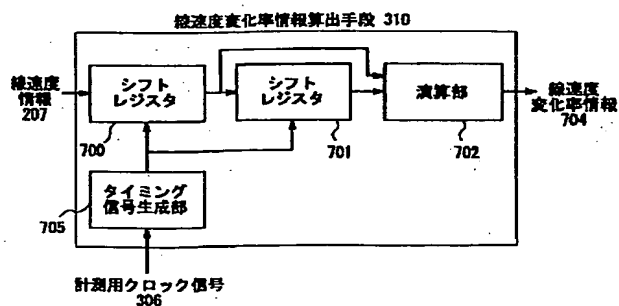 線速度変化率情報算出手段 310
線速度
情報
207
シフト
レジスタ
700
シフト
レジスタ
701
演算部
702
線速度
変化率情報
704
タイミング
信号生成部
705
計測用クロック信号
306